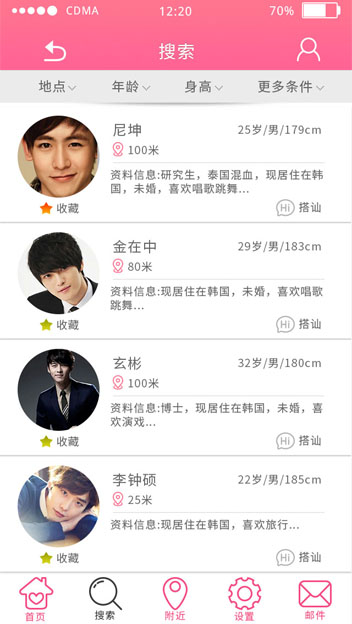 CDMA 12:20 70%
搜索
地点 年龄 身高 更多条件
尼坤 25岁/男/179cm
100米
资料信息:研究生，泰国混血，现居住在韩
国，未婚，喜欢唱歌跳舞...
收藏 Hi 搭讪
金在中 29岁/男/183cm
80米
资料信息:现居住在韩国，未婚，喜欢唱歌
跳舞...
收藏 Hi 搭讪
玄彬 32岁/男/180cm
100米
资料信息:博士，现居住在韩国，未婚，喜
欢演戏...
收藏 Hi 搭讪
李钟硕 22岁/男/185cm
25米
资料信息:现居住在韩国，喜欢旅行...
收藏 Hi 搭讪
首页 搜索 附近 设置 邮件